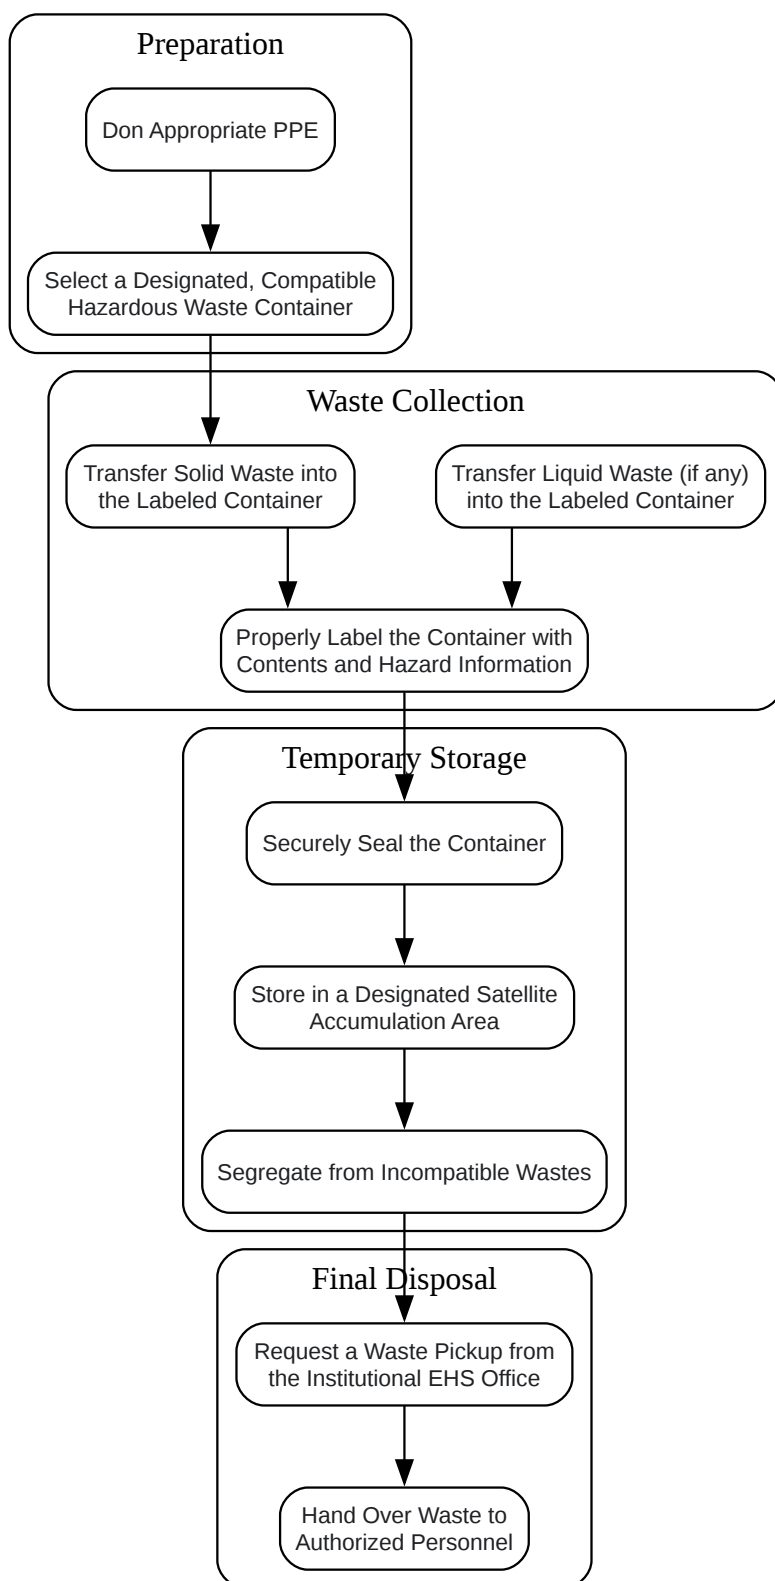 Preparation
Don Appropriate PPE
Select a Designated, Compatible
Hazardous Waste Container
Waste Collection
Transfer Solid Waste into
the Labeled Container
Transfer Liquid Waste (if any)
into the Labeled Container
Properly Label the Container with
Contents and Hazard Information
Temporary Storage
Securely Seal the Container
Store in a Designated Satellite
Accumulation Area
Segregate from Incompatible Wastes
Final Disposal
Request a Waste Pickup from
the Institutional EHS Office
Hand Over Waste to
Authorized Personnel